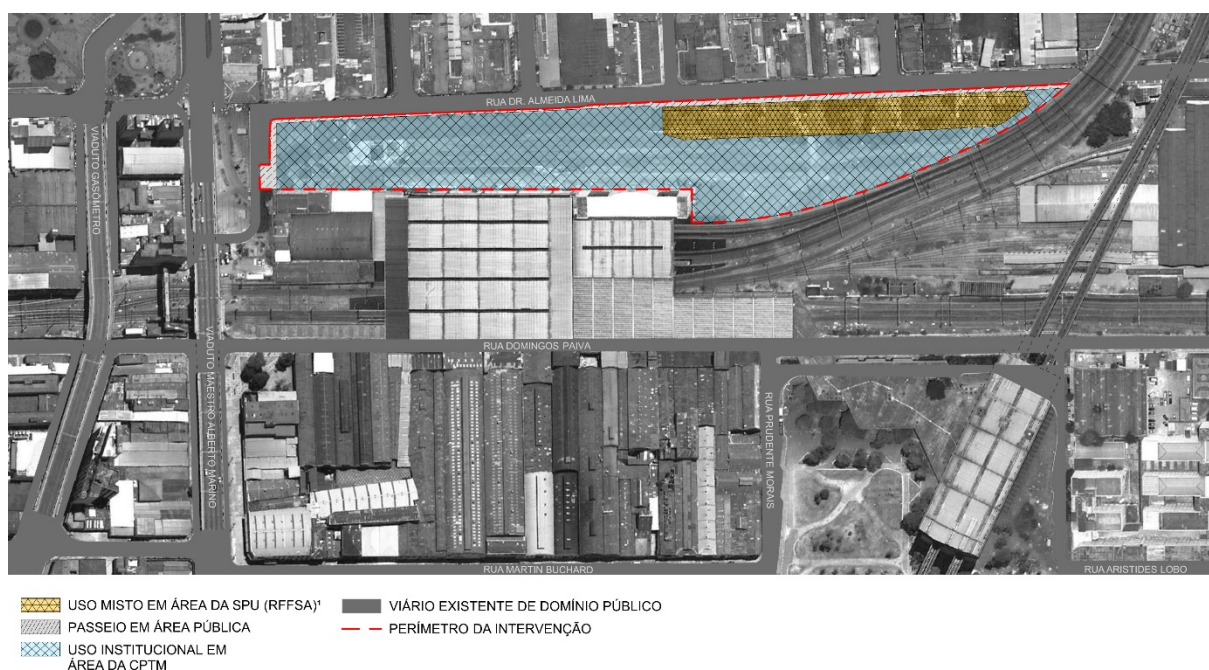 RUA DR. ALMEIDA LIMA
VIADUTO GASÔMETRO
VIADUTO MAESTRO ALBERTO MARINO
RUA DOMINGOS PAIVA
RUA PRUDENTE MORAIS
RUA MARTIN BUCHARD
RUA ARISTIDES LOBO
USO MISTO EM ÁREA DA SPU (RFFSA)¹
PASSEIO EM ÁREA PÚBLICA
USO INSTITUCIONAL EM
ÁREA DA CPTM
VIÁRIO EXISTENTE DE DOMÍNIO PÚBLICO
PERÍMETRO DA INTERVENÇÃO